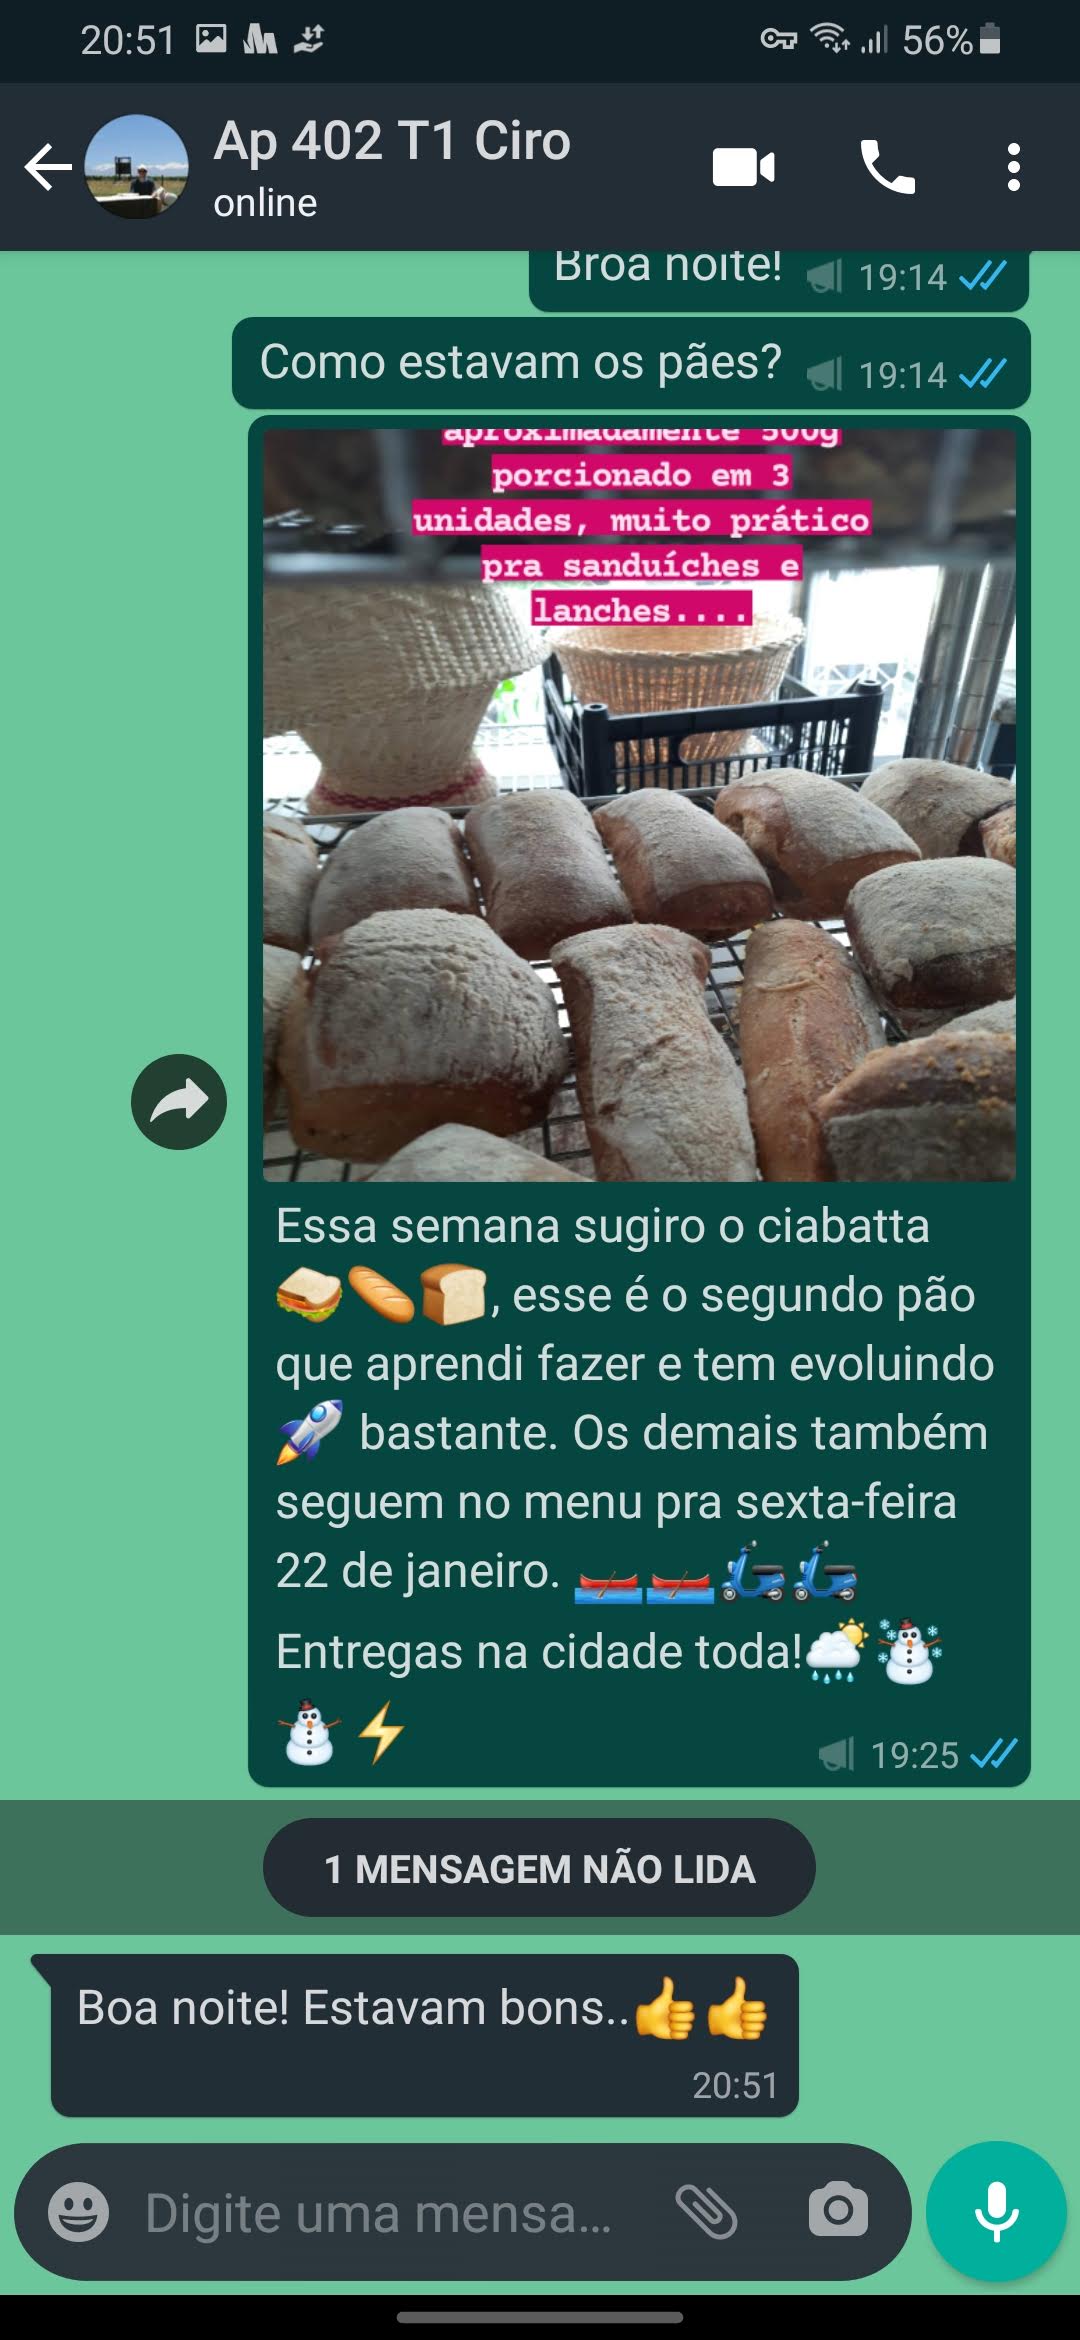 20:51
56%
Ap 402 T1 Ciro
online
Broa noite!
19:14
Como estavam os pães?
19:14
aproximadamente 500g
porcionado em 3
unidades, muito prático
pra sanduíches e
lanches....
Essa semana sugiro o ciabatta
🥪🥖🍞, esse é o segundo pão
que aprendi fazer e tem evoluindo
🚀 bastante. Os demais também
seguem no menu pra sexta-feira
22 de janeiro. 🛶🛶🛵🛵
Entregas na cidade toda!🌦️☃️
⛄⚡
19:25
1 MENSAGEM NÃO LIDA
Boa noite! Estavam bons..👍👍
20:51
Digite uma mensa...